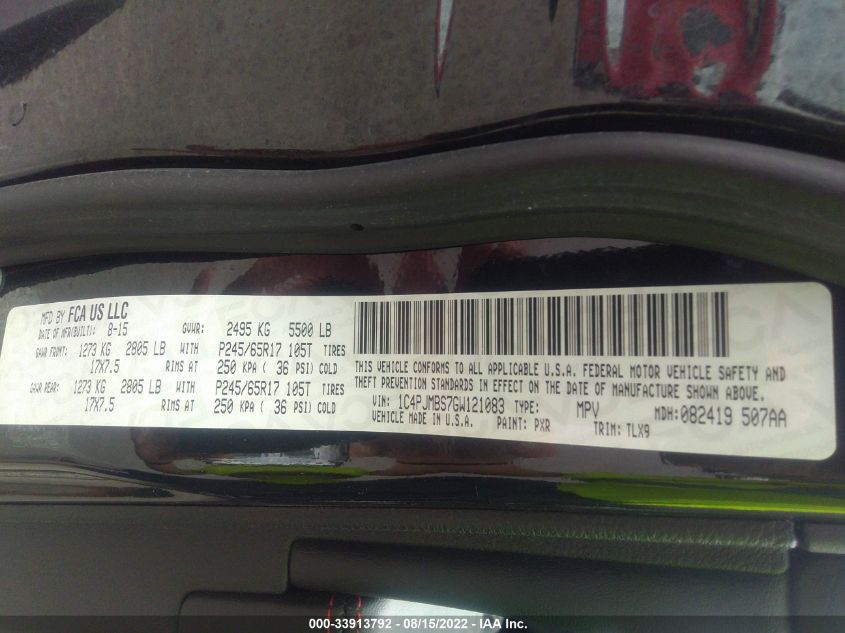 MFD BY FCA US LLC
DATE OF MFR(BUILT): 8-15 GVWR: 2495 KG 5500 LB
GAWR FRONT: 1273 KG 2805 LB WITH P245/65R17 105T TIRES
17X7.5 RIMS AT 250 KPA ( 36 PSI) COLD
GAWR REAR: 1273 KG 2805 LB WITH P245/65R17 105T TIRES
17X7.5 RIMS AT 250 KPA ( 36 PSI) COLD
THIS VEHICLE CONFORMS TO ALL APPLICABLE U.S.A. FEDERAL MOTOR VEHICLE SAFETY AND
THEFT PREVENTION STANDARDS IN EFFECT ON THE DATE OF MANUFACTURE SHOWN ABOVE.
VIN: 1C4PJMBS7GW121083 TYPE: MPV MDH: 082419 507AA
VEHICLE MADE IN U.S.A. PAINT: PXR TRIM: TLX9
000-33913792 - 08/15/2022 - IAA Inc.